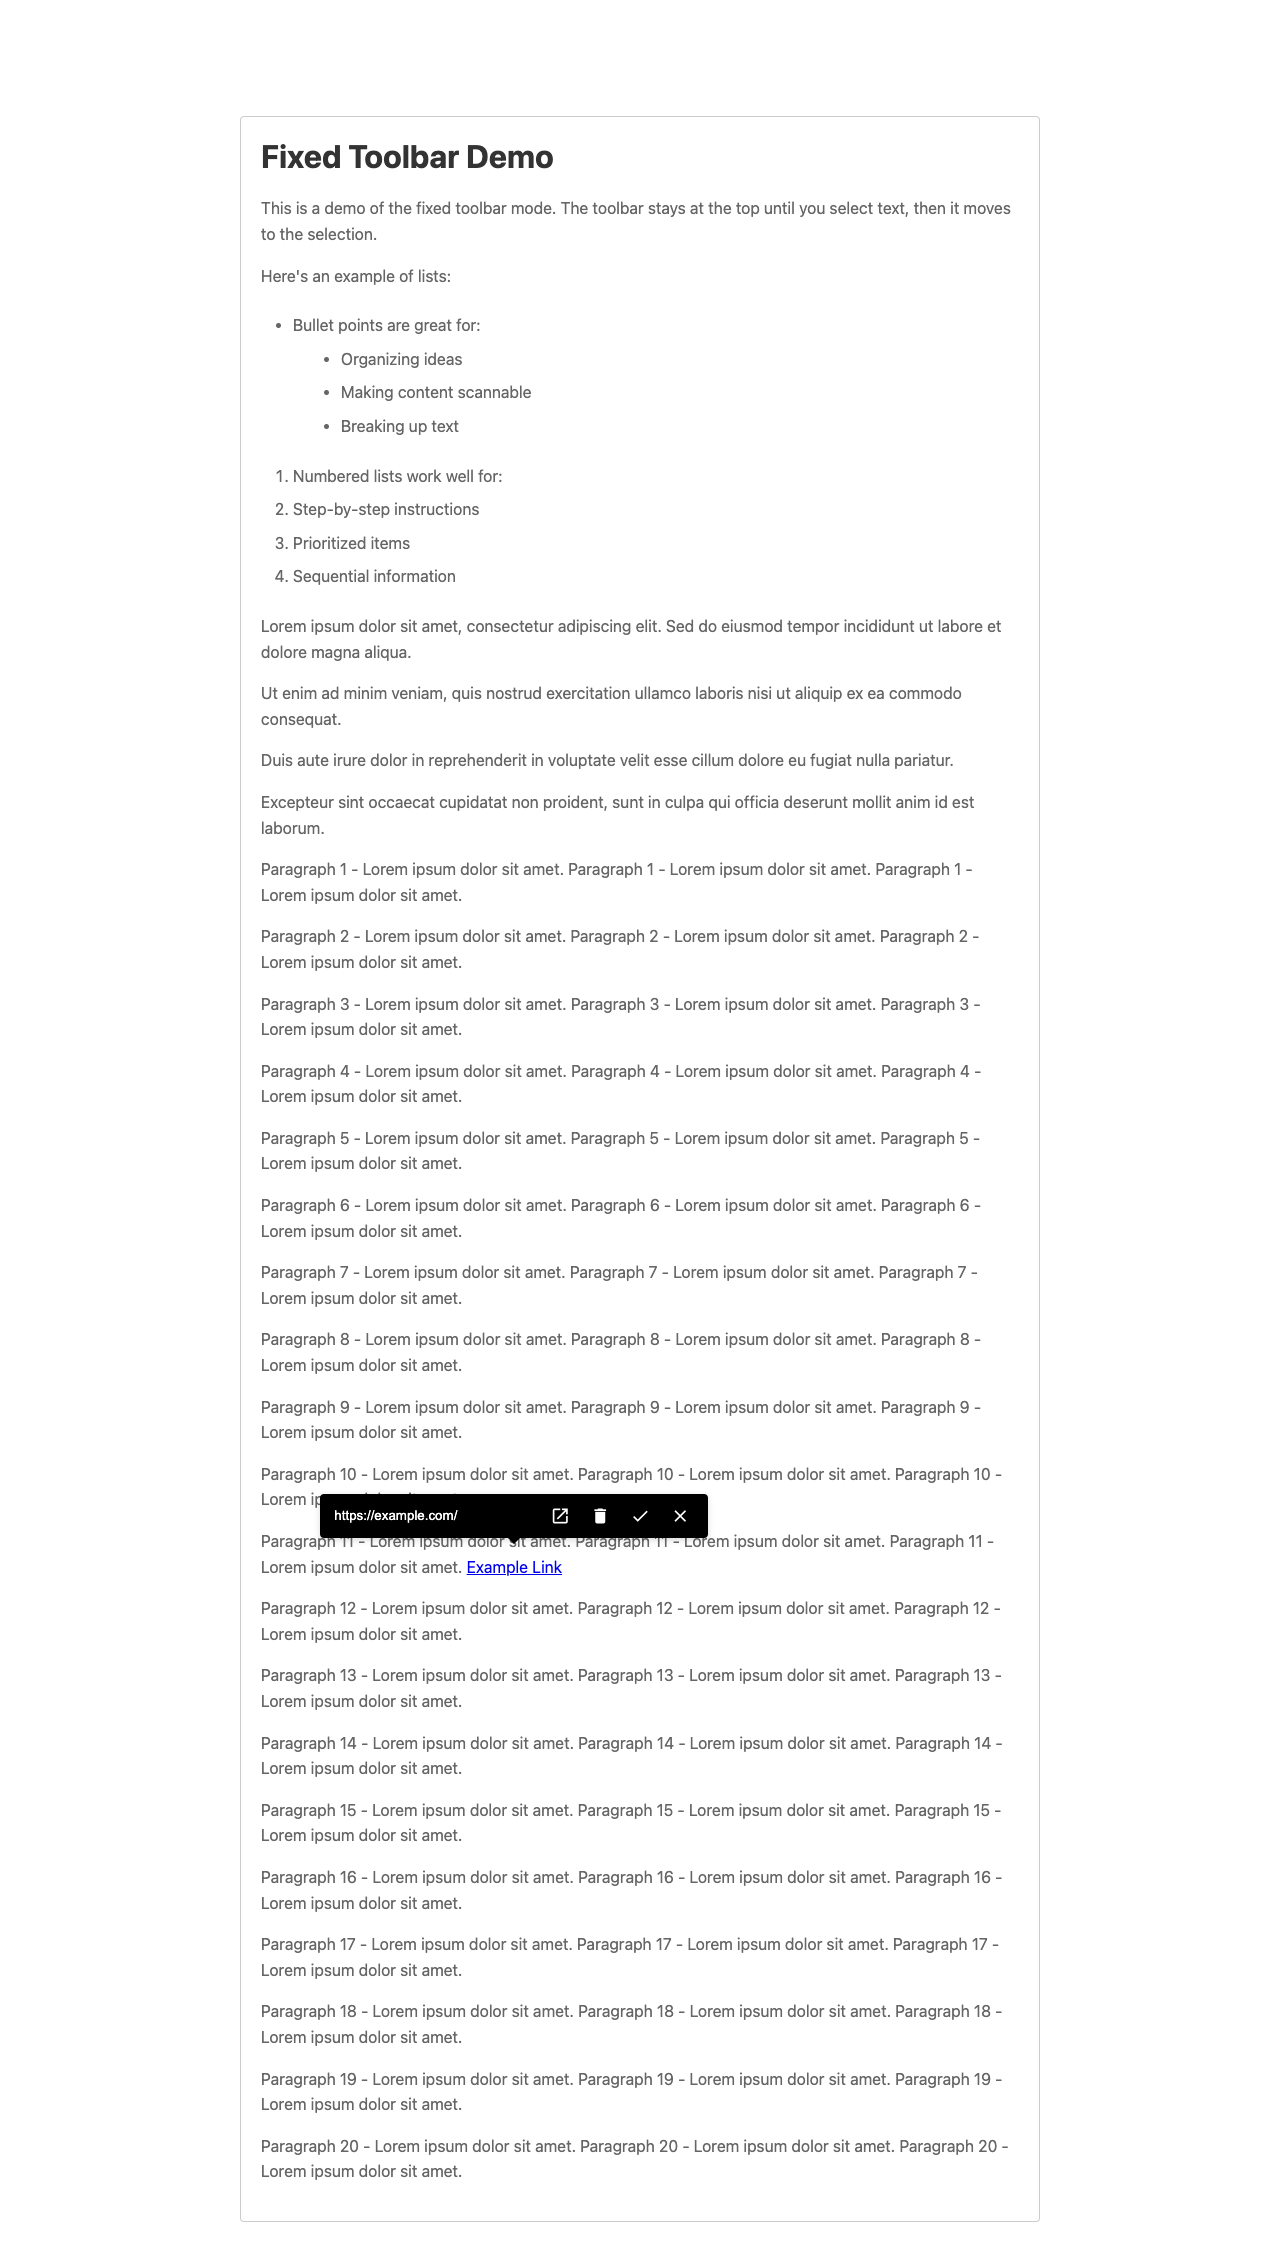 Fixed Toolbar Demo
This is a demo of the fixed toolbar mode. The toolbar stays at the top until you select text, then it moves
to the selection.
Here's an example of lists:
• Bullet points are great for:
• Organizing ideas
• Making content scannable
• Breaking up text
1. Numbered lists work well for:
2. Step-by-step instructions
3. Prioritized items
4. Sequential information
Lorem ipsum dolor sit amet, consectetur adipiscing elit. Sed do eiusmod tempor incididunt ut labore et
dolore magna aliqua.
Ut enim ad minim veniam, quis nostrud exercitation ullamco laboris nisi ut aliquip ex ea commodo
consequat.
Duis aute irure dolor in reprehenderit in voluptate velit esse cillum dolore eu fugiat nulla pariatur.
Excepteur sint occaecat cupidatat non proident, sunt in culpa qui officia deserunt mollit anim id est
laborum.
Paragraph 1 - Lorem ipsum dolor sit amet. Paragraph 1 - Lorem ipsum dolor sit amet. Paragraph 1 -
Lorem ipsum dolor sit amet.
Paragraph 2 - Lorem ipsum dolor sit amet. Paragraph 2 - Lorem ipsum dolor sit amet. Paragraph 2 -
Lorem ipsum dolor sit amet.
Paragraph 3 - Lorem ipsum dolor sit amet. Paragraph 3 - Lorem ipsum dolor sit amet. Paragraph 3 -
Lorem ipsum dolor sit amet.
Paragraph 4 - Lorem ipsum dolor sit amet. Paragraph 4 - Lorem ipsum dolor sit amet. Paragraph 4 -
Lorem ipsum dolor sit amet.
Paragraph 5 - Lorem ipsum dolor sit amet. Paragraph 5 - Lorem ipsum dolor sit amet. Paragraph 5 -
Lorem ipsum dolor sit amet.
Paragraph 6 - Lorem ipsum dolor sit amet. Paragraph 6 - Lorem ipsum dolor sit amet. Paragraph 6 -
Lorem ipsum dolor sit amet.
Paragraph 7 - Lorem ipsum dolor sit amet. Paragraph 7 - Lorem ipsum dolor sit amet. Paragraph 7 -
Lorem ipsum dolor sit amet.
Paragraph 8 - Lorem ipsum dolor sit amet. Paragraph 8 - Lorem ipsum dolor sit amet. Paragraph 8 -
Lorem ipsum dolor sit amet.
Paragraph 9 - Lorem ipsum dolor sit amet. Paragraph 9 - Lorem ipsum dolor sit amet. Paragraph 9 -
Lorem ipsum dolor sit amet.
Paragraph 10 - Lorem ipsum dolor sit amet. Paragraph 10 - Lorem ipsum dolor sit amet. Paragraph 10 -
Lorem
https://example.com/
Paragraph 11 - Lorem ipsum dolor sit amet. Paragraph 11 - Lorem ipsum dolor sit amet. Paragraph 11 -
Lorem ipsum dolor sit amet. Example Link
Paragraph 12 - Lorem ipsum dolor sit amet. Paragraph 12 - Lorem ipsum dolor sit amet. Paragraph 12 -
Lorem ipsum dolor sit amet.
Paragraph 13 - Lorem ipsum dolor sit amet. Paragraph 13 - Lorem ipsum dolor sit amet. Paragraph 13 -
Lorem ipsum dolor sit amet.
Paragraph 14 - Lorem ipsum dolor sit amet. Paragraph 14 - Lorem ipsum dolor sit amet. Paragraph 14 -
Lorem ipsum dolor sit amet.
Paragraph 15 - Lorem ipsum dolor sit amet. Paragraph 15 - Lorem ipsum dolor sit amet. Paragraph 15 -
Lorem ipsum dolor sit amet.
Paragraph 16 - Lorem ipsum dolor sit amet. Paragraph 16 - Lorem ipsum dolor sit amet. Paragraph 16 -
Lorem ipsum dolor sit amet.
Paragraph 17 - Lorem ipsum dolor sit amet. Paragraph 17 - Lorem ipsum dolor sit amet. Paragraph 17 -
Lorem ipsum dolor sit amet.
Paragraph 18 - Lorem ipsum dolor sit amet. Paragraph 18 - Lorem ipsum dolor sit amet. Paragraph 18 -
Lorem ipsum dolor sit amet.
Paragraph 19 - Lorem ipsum dolor sit amet. Paragraph 19 - Lorem ipsum dolor sit amet. Paragraph 19 -
Lorem ipsum dolor sit amet.
Paragraph 20 - Lorem ipsum dolor sit amet. Paragraph 20 - Lorem ipsum dolor sit amet. Paragraph 20 -
Lorem ipsum dolor sit amet.